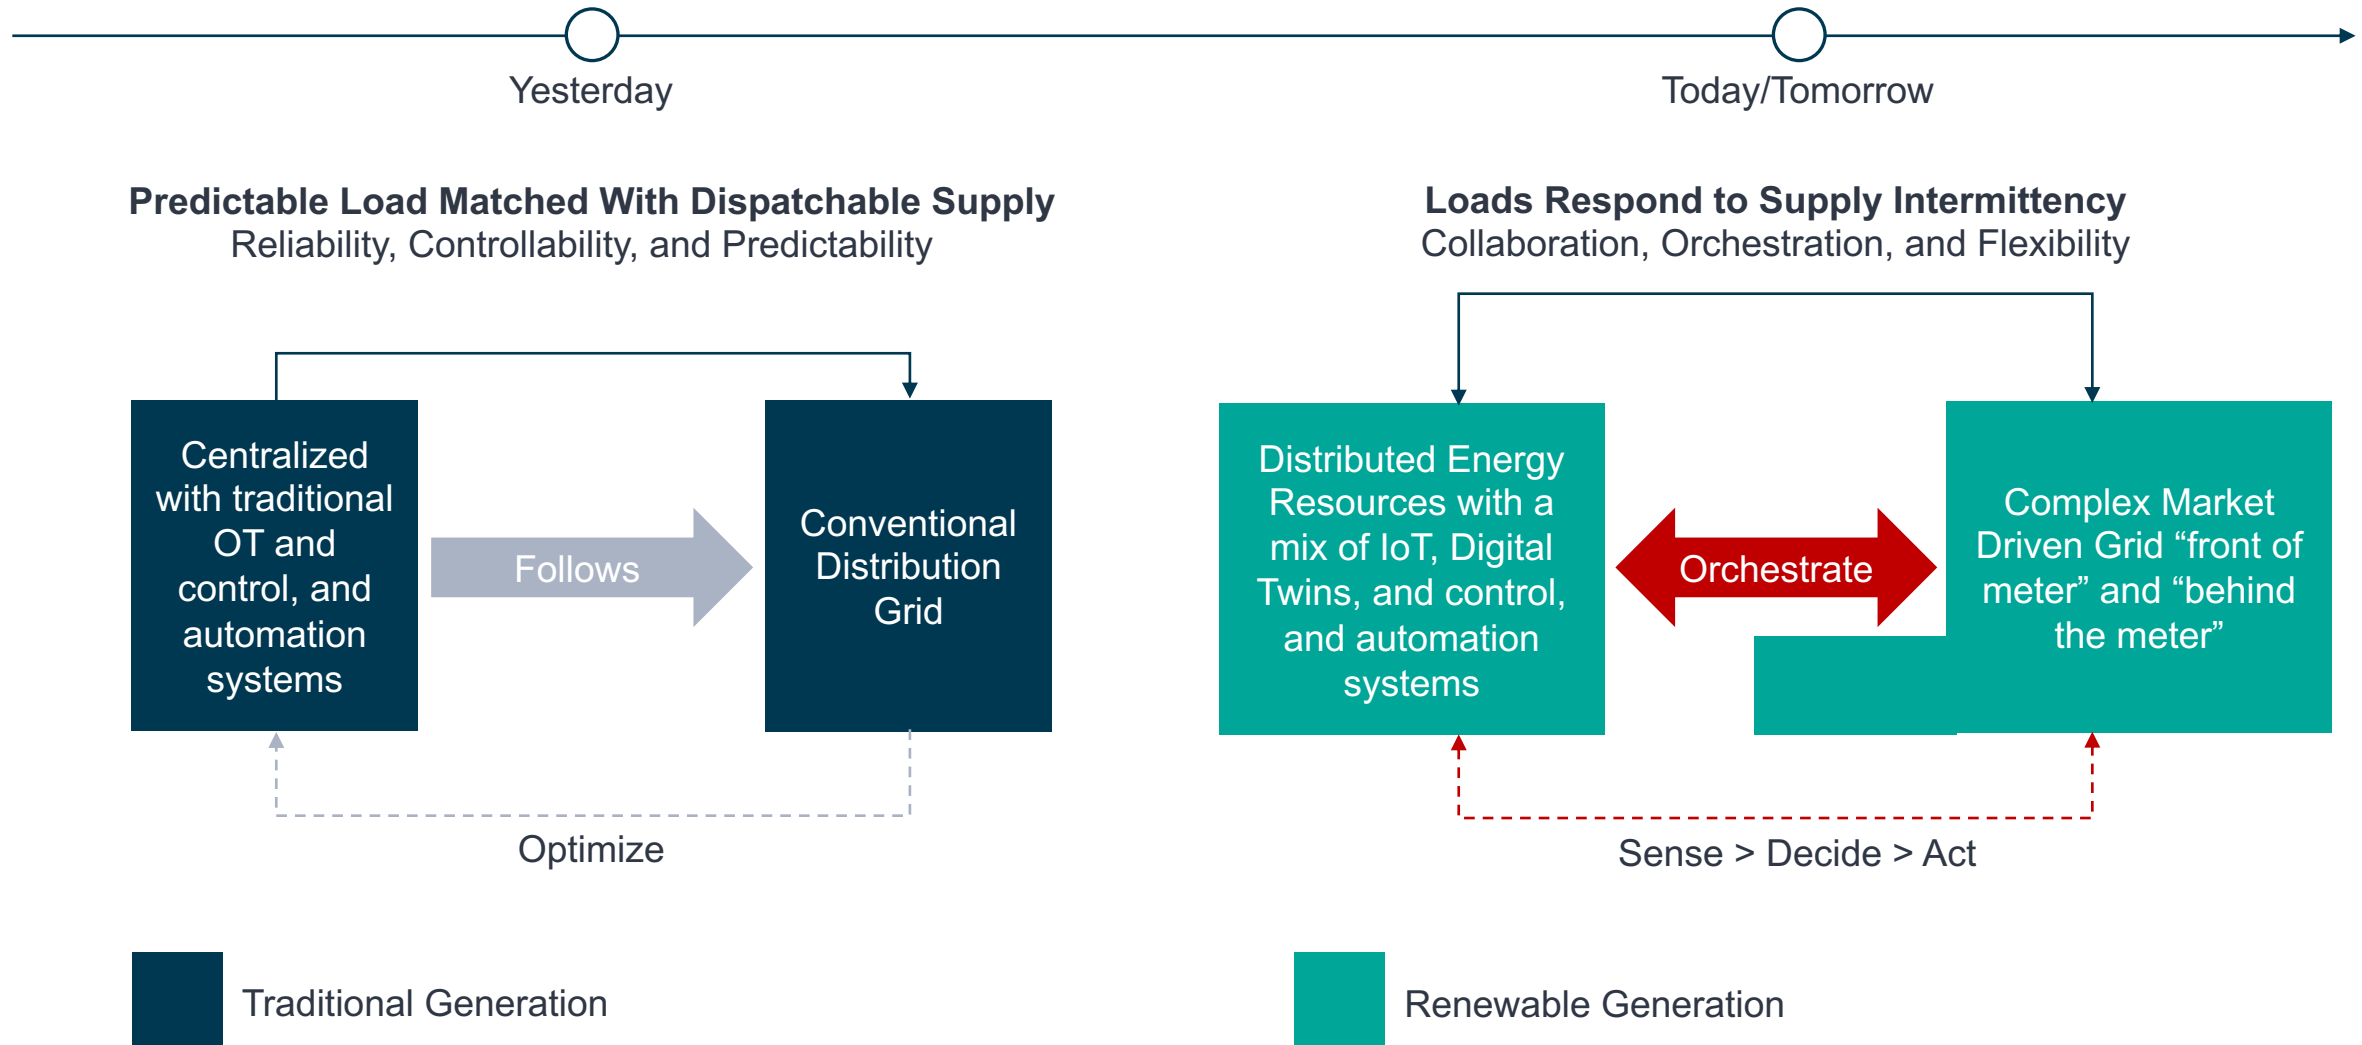 Yesterday
Today/Tomorrow
Predictable Load Matched With Dispatchable Supply
Reliability, Controllability, and Predictability
Loads Respond to Supply Intermittency
Collaboration, Orchestration, and Flexibility
Centralized
with traditional
OT and
control, and
automation
systems
Follows
Conventional
Distribution
Grid
Optimize
Distributed Energy
Resources with a
mix of IoT, Digital
Twins, and control,
and automation
systems
Orchestrate
Complex Market
Driven Grid “front of
meter” and “behind
the meter”
Sense > Decide > Act
Traditional Generation
Renewable Generation